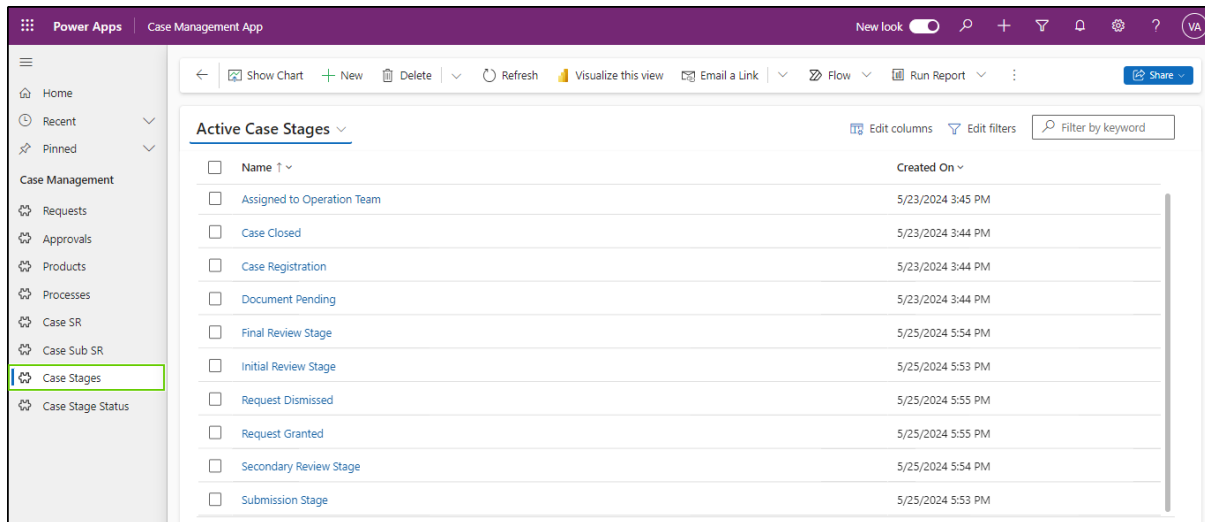 Power Apps Case Management App New look VA
Show Chart New Delete Refresh Visualize this view Email a Link Flow Run Report Share
Home
Recent
Pinned
Case Management
Requests
Approvals
Products
Processes
Case SR
Case Sub SR
Case Stages
Case Stage Status
Active Case Stages Edit columns Edit filters Filter by keyword
Name Created On
Assigned to Operation Team 5/23/2024 3:45 PM
Case Closed 5/23/2024 3:44 PM
Case Registration 5/23/2024 3:44 PM
Document Pending 5/23/2024 3:44 PM
Final Review Stage 5/25/2024 5:54 PM
Initial Review Stage 5/25/2024 5:53 PM
Request Dismissed 5/25/2024 5:55 PM
Request Granted 5/25/2024 5:55 PM
Secondary Review Stage 5/25/2024 5:54 PM
Submission Stage 5/25/2024 5:53 PM